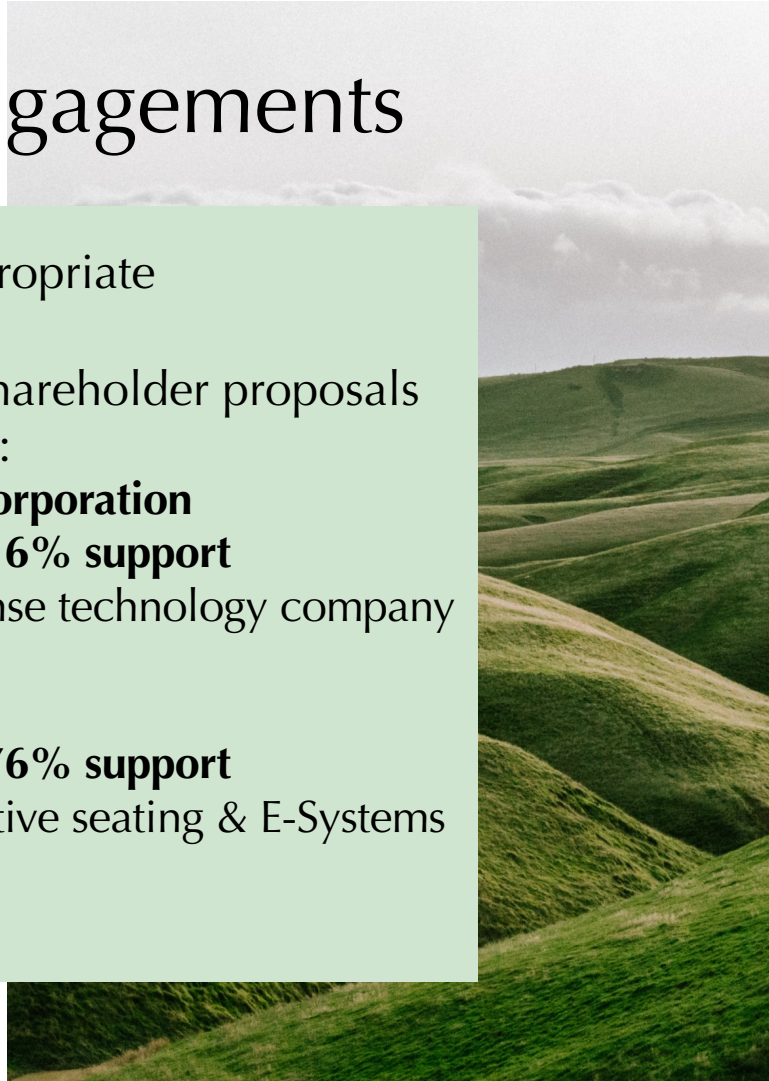 gagements
ropriate
hareholder proposals
:
orporation
6% support
nse technology company
76% support
tive seating & E-Systems